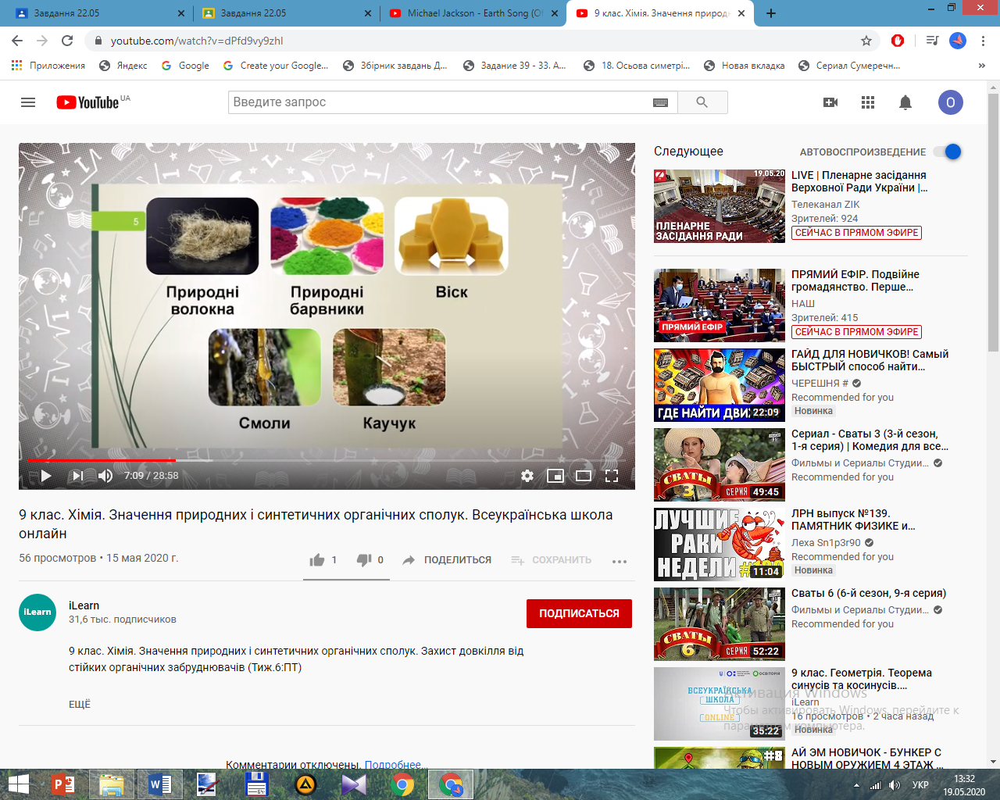 Завдання 22.05
Завдання 22.05
Michael Jackson - Earth Song (Of
9 клас. Хімія. Значення природн
youtube.com/watch?v=dPfd9vy9zhI
Приложения
Яндекс
Google
Create your Google...
Збірник завдань Д...
Задание 39 - 33. А...
18. Осьова симетрі...
Новая вкладка
Сериал Сумеречн...
»
YouTube UA
Введите запрос
O
5
Природні
волокна
Природні
барвники
Віск
Смоли
Каучук
7:09 / 28:58
9 клас. Хімія. Значення природних і синтетичних органічних сполук. Всеукраїнська школа
онлайн
56 просмотров • 15 мая 2020 г.
1
0
ПОДЕЛИТЬСЯ
СОХРАНИТЬ
iLearn
iLearn
31,6 тыс. подписчиков
ПОДПИСАТЬСЯ
9 клас. Хімія. Значення природних і синтетичних органічних сполук. Захист довкілля від
стійких органічних забруднювачів (Тиж.6:ПТ)
ЕЩЁ
Комментарии отключены. Подробнее...
Следующее
АВТОВОСПРОИЗВЕДЕНИЕ
19.05.20
ПЛЕНАРНЕ
ЗАСІДАННЯ РАДИ
LIVE | Пленарне засідання
Верховної Ради України |...
Телеканал ZIK
Зрителей: 924
СЕЙЧАС В ПРЯМОМ ЭФИРЕ
ПРЯМИЙ ЕФІР
ПРЯМИЙ ЕФІР. Подвійне
громадянство. Перше...
НАШ
Зрителей: 415
СЕЙЧАС В ПРЯМОМ ЭФИРЕ
ГДЕ НАЙТИ ДВИ
22:09
ГАЙД ДЛЯ НОВИЧКОВ! Самый
БЫСТРЫЙ способ найти...
ЧЕРЕШНЯ #
Recommended for you
Новинка
СВАТЫ
3
СЕРИЯ
49:45
Сериал - Сваты 3 (3-й сезон,
1-я серия) | Комедия для все...
Фильмы и Сериалы Студии...
Recommended for you
ЛУЧШИЕ
РАКИ
НЕДЕЛИ
11:04
ЛРН выпуск №139.
ПАМЯТНИК ФИЗИКЕ и...
Леха Sn1p3r90
Recommended for you
Новинка
СВАТЫ
6
СЕРИЯ
52:22
Сваты 6 (6-й сезон, 9-я серия)
Фильмы и Сериалы Студии...
Recommended for you
ВСЕУКРАЇНСЬКА
ШКОЛА
ONLINE
35:22
9 клас. Геометрія. Теорема
синусів та косинусів....
iLearn
16 просмотров • 2 часа назад
Новинка
Активация Windows
Чтобы активировать Windows, перейдите к
параметрам компьютера.
#8
АЙ ЭМ НОВИЧОК - БУНКЕР С
НОВЫМ ОРУЖИЕМ 4 ЭТАЖ ...
УКР
13:32
19.05.2020